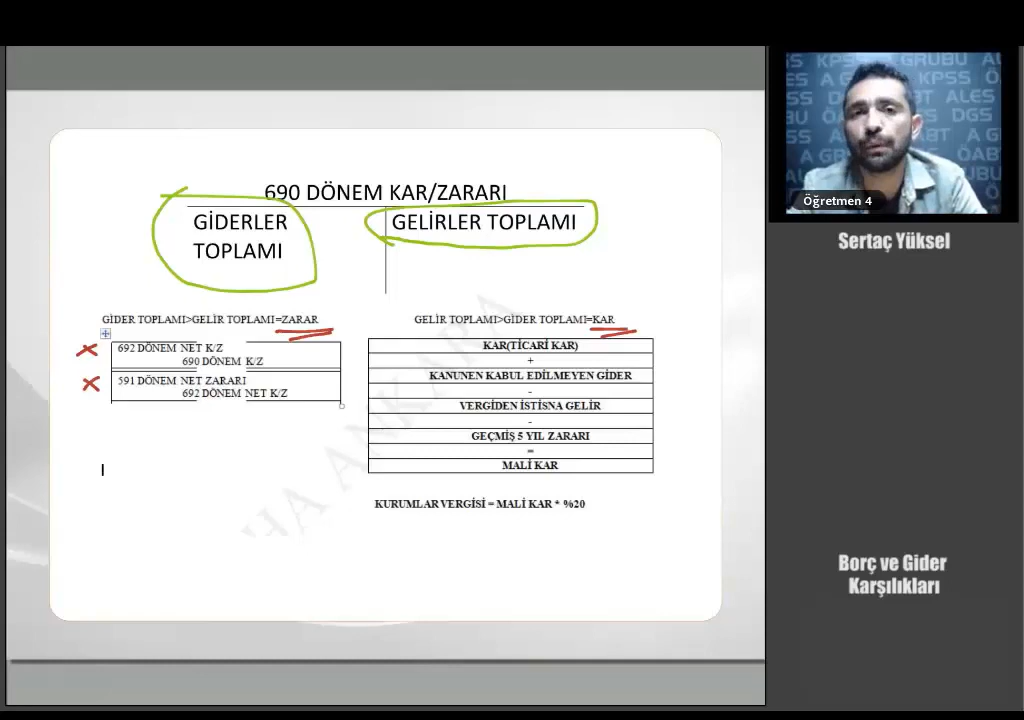 690 DÖNEM KAR/ZARARI
GİDERLER
TOPLAMI
GELİRLER TOPLAMI
GİDER TOPLAMI>GELİR TOPLAMI=ZARAR
692 DÖNEM NET K/Z
690 DÖNEM K/Z
591 DÖNEM NET ZARARI
692 DÖNEM NET K/Z
GELİR TOPLAMI>GİDER TOPLAMI=KAR
KAR(TİCARİ KAR)
+
KANUNEN KABUL EDİLMEYEN GİDER
-
VERGİDEN İSTİSNA GELİR
-
GEÇMİŞ 5 YIL ZARARI
=
MALİ KAR
KURUMLAR VERGİSİ = MALİ KAR * %20
ANKARA
Öğretmen 4
Sertaç Yüksel
Borç ve Gider
Karşılıkları